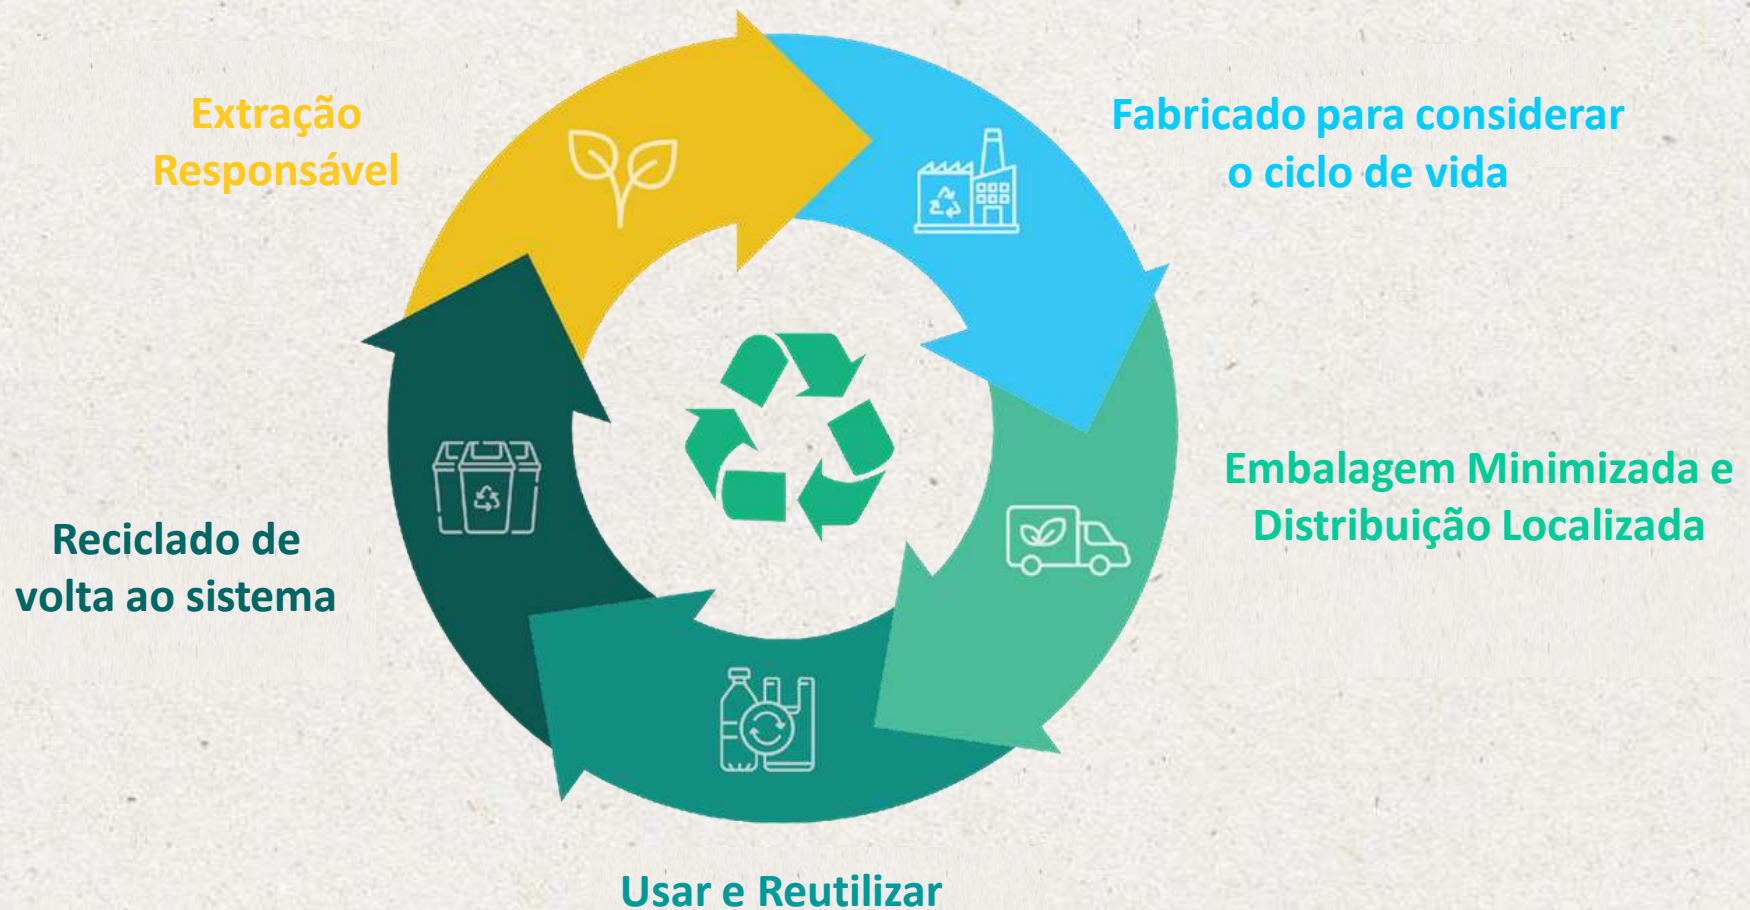 Extração
Responsável
Fabricado para considerar
o ciclo de vida
Embalagem Minimizada e
Distribuição Localizada
Reciclado de
volta ao sistema
Usar e Reutilizar